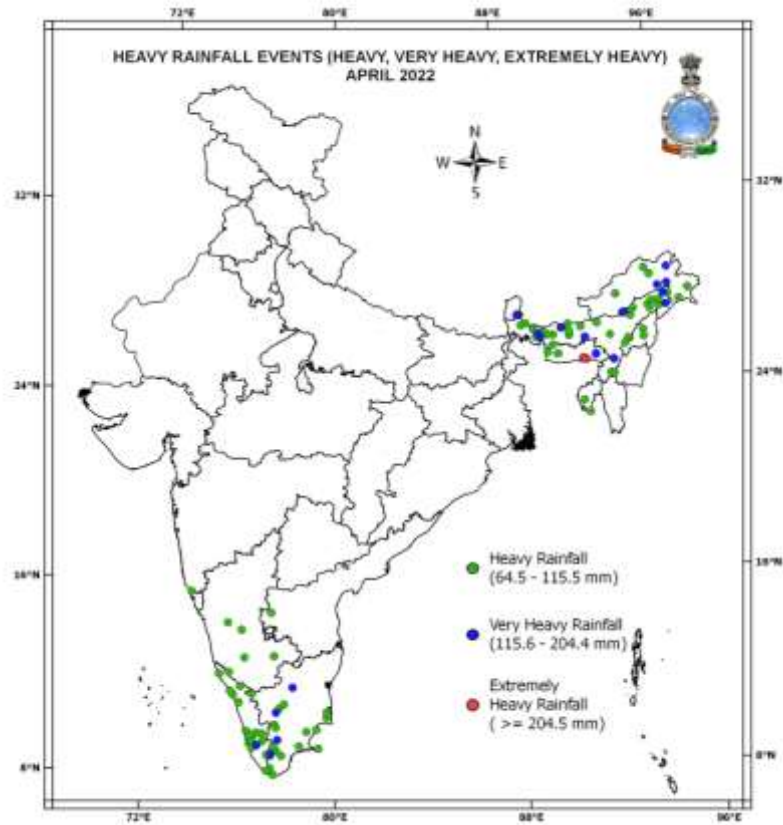 72°E 80°E 88°E 96°E
HEAVY RAINFALL EVENTS (HEAVY, VERY HEAVY, EXTREMELY HEAVY)
APRIL 2022
N
W E
S
32°N 32°N
24°N 24°N
16°N 16°N
Heavy Rainfall
(64.5 - 115.5 mm)
Very Heavy Rainfall
(115.6 - 204.4 mm)
Extremely
Heavy Rainfall
( >= 204.5 mm)
8°N 8°N
72°E 80°E 88°E 96°E